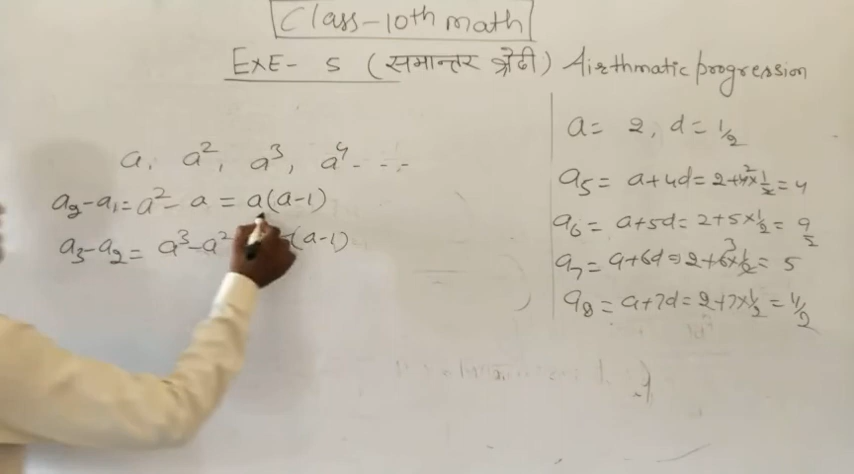 Class-10th math
EXE- 5 (समान्तर श्रेढी) Airthmatic progression
a, a², a³, a⁴- - - -
a₂-a₁= a²- a = a(a-1)
a₃-a₂= a³-a² (a-1)
a= 2, d= 1/2
a₅= a+4d=2+4×1/2=4
a₆= a+5d=2+5×1/2= 9/2
a₇= a+6d=2+6×1/2= 5
a₈= a+7d=2+7×1/2=11/2